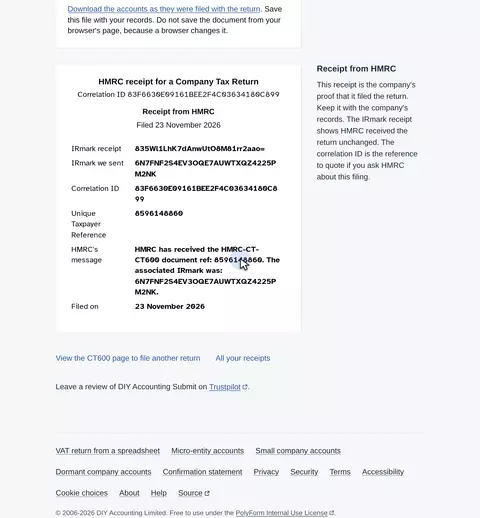 Download the accounts as they were filed with the return. Save
this file with your records. Do not save the document from your
browser's page, because a browser changes it.
HMRC receipt for a Company Tax Return
Correlation ID 83F6630E09161BEE2F4C03634180C899
Receipt from HMRC
Filed 23 November 2026
IRmark receipt 835Wl1LhK7dAnwUtO8M81rr2aao=
IRmark we sent 6N7FNF2S4EV3OQE7AUWTXQZ4225P
M2NK
Correlation ID 83F6630E09161BEE2F4C03634180C8
99
Unique 8596148860
Taxpayer
Reference
HMRC's HMRC has received the HMRC-CT-
message CT600 document ref: 8596148860. The
associated IRmark was:
6N7FNF2S4EV3OQE7AUWTXQZ4225P
M2NK.
Filed on 23 November 2026
Receipt from HMRC
This receipt is the company's
proof that it filed the return.
Keep it with the company's
records. The IRmark receipt
shows HMRC received the
return unchanged. The
correlation ID is the reference
to quote if you ask HMRC
about this filing.
View the CT600 page to file another return All your receipts
Leave a review of DIY Accounting Submit on Trustpilot.
VAT return from a spreadsheet Micro-entity accounts Small company accounts
Dormant company accounts Confirmation statement Privacy Security Terms Accessibility
Cookie choices About Help Source
© 2006-2026 DIY Accounting Limited. Free to use under the PolyForm Internal Use License.